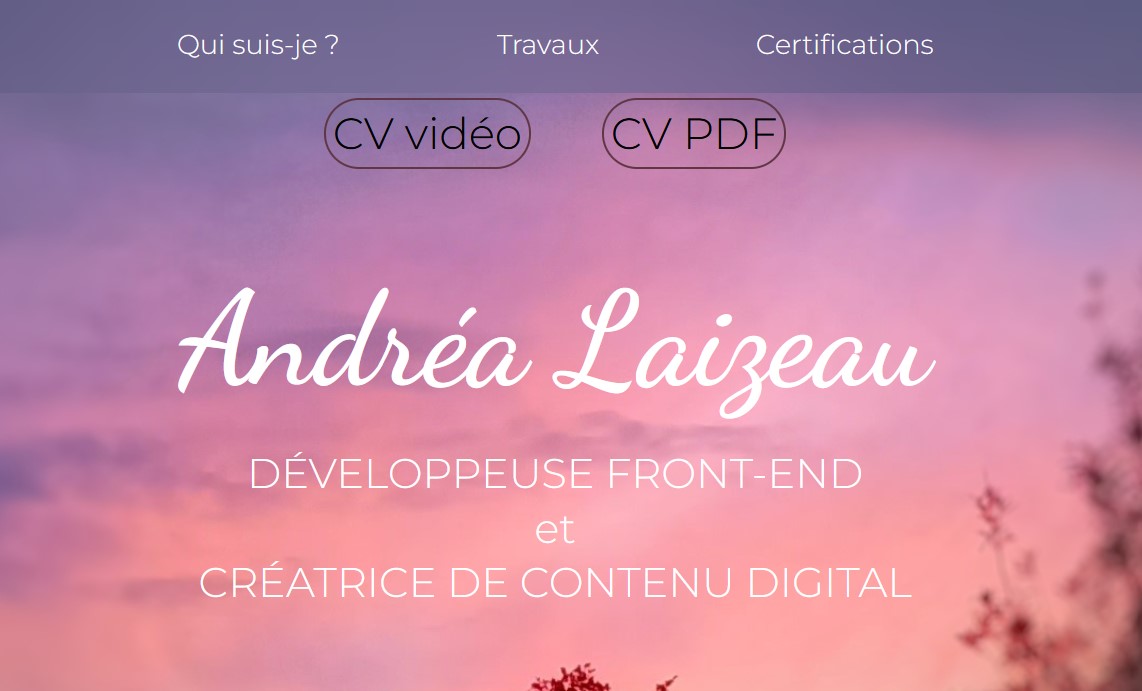 Qui suis-je ? Travaux Certifications
CV vidéo CV PDF
Andréa Laizeau
DÉVELOPPEUSE FRONT-END
et
CRÉATRICE DE CONTENU DIGITAL